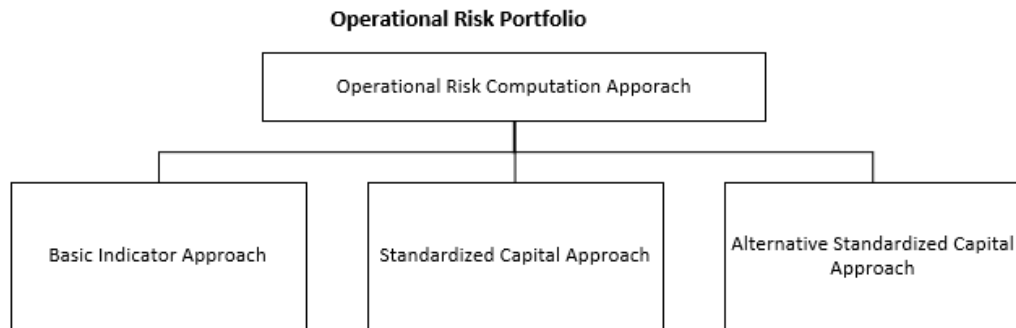 Operational Risk Portfolio
Operational Risk Computation Apporach
Basic Indicator Approach
Standardized Capital Approach
Alternative Standardized Capital
Approach